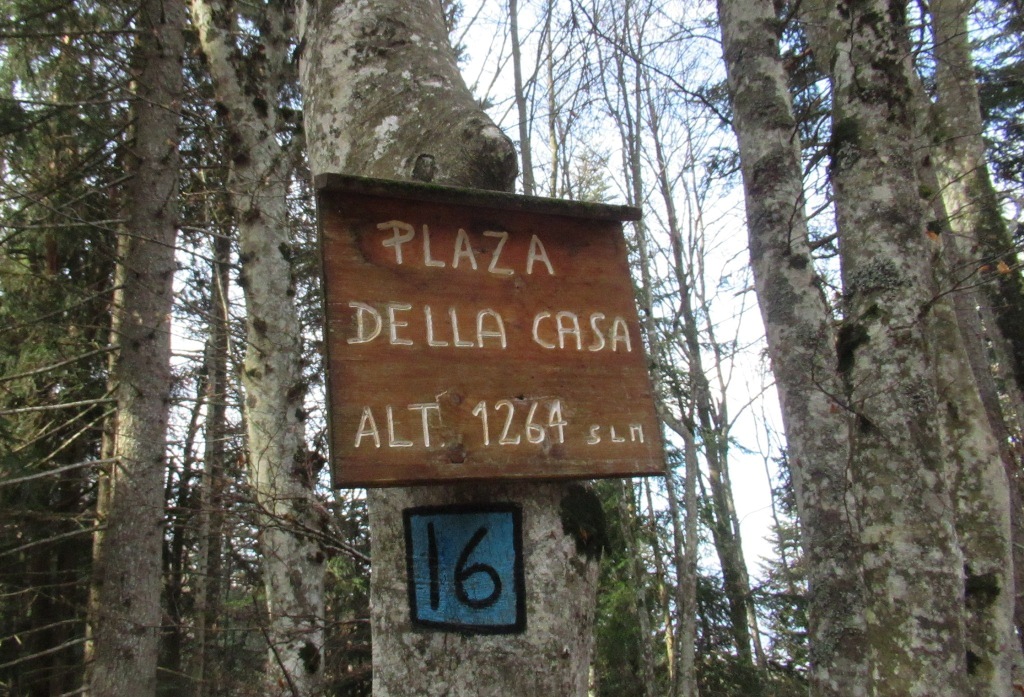 PLAZA
DELLA CASA
ALT. 1264 SLM
16